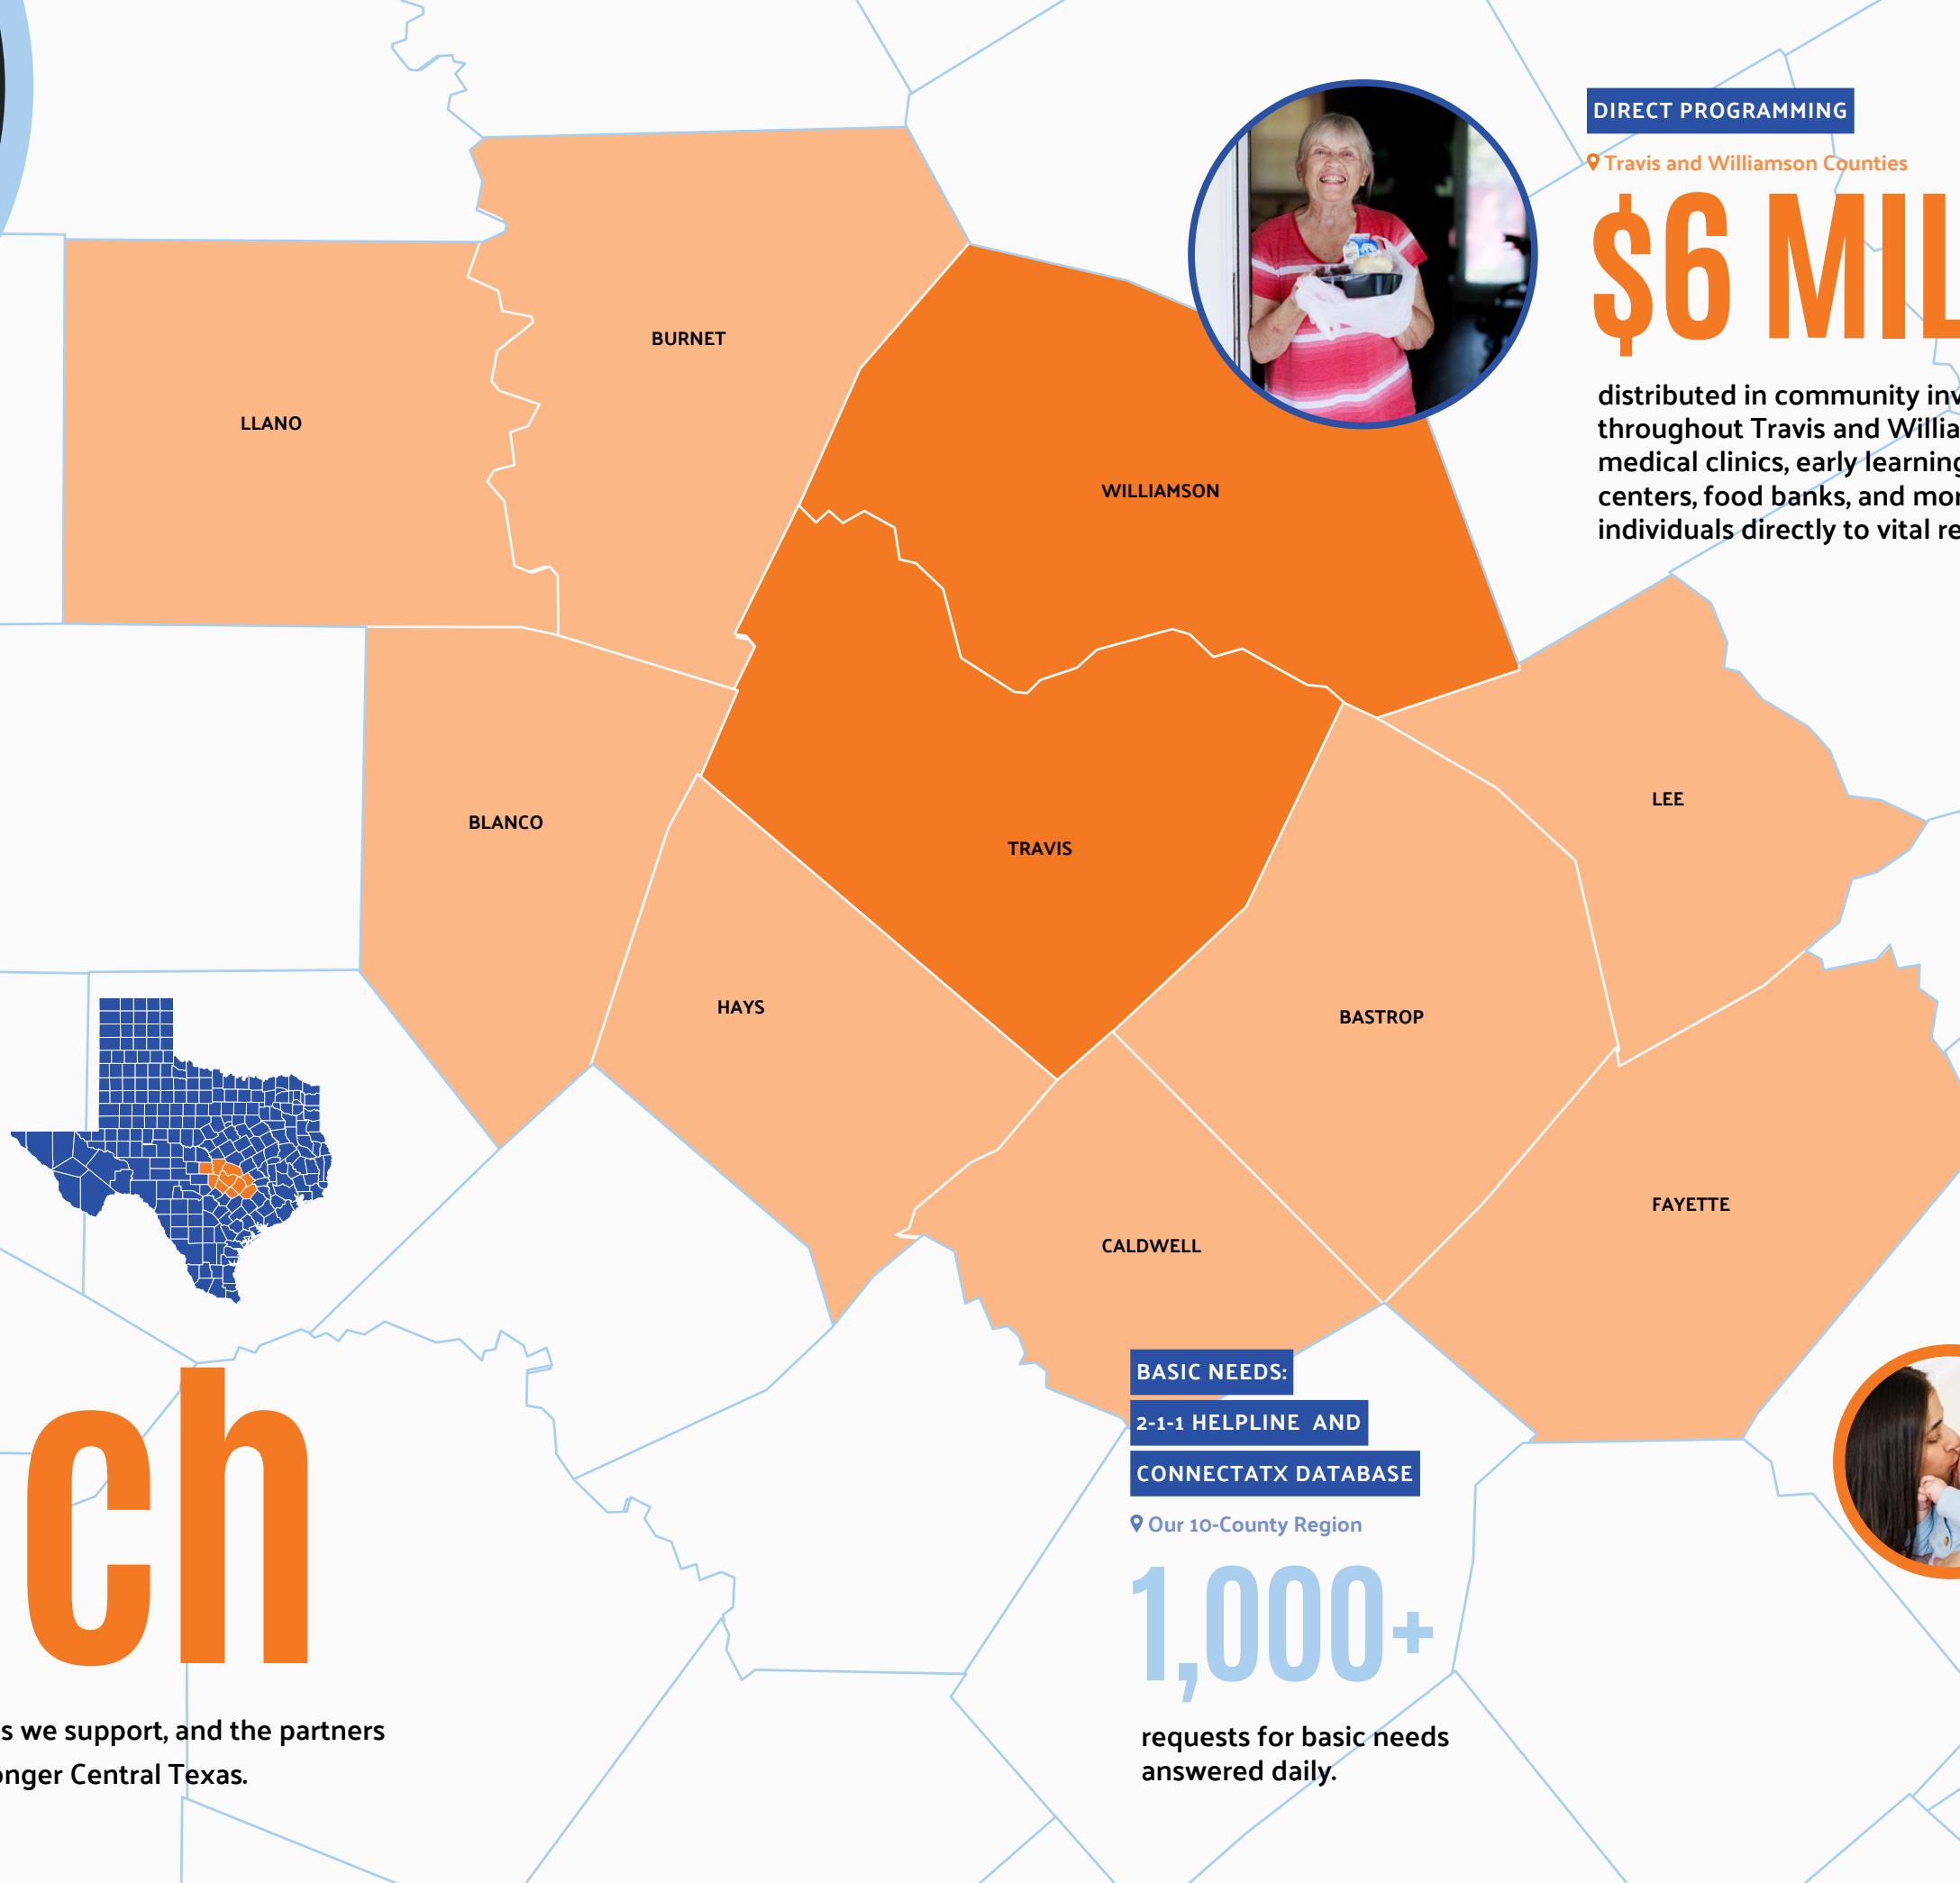 DIRECT PROGRAMMING
Travis and Williamson Counties
$6 MIL
distributed in community inv
throughout Travis and Willia
medical clinics, early learning
centers, food banks, and mor
individuals directly to vital re
BURNET
LLANO
WILLIAMSON
LEE
BLANCO
TRAVIS
HAYS
BASTROP
FAYETTE
CALDWELL
BASIC NEEDS:
2-1-1 HELPLINE AND
CONNECTATX DATABASE
Our 10-County Region
1,000+
requests for basic needs
answered daily.
ch
s we support, and the partners
onger Central Texas.